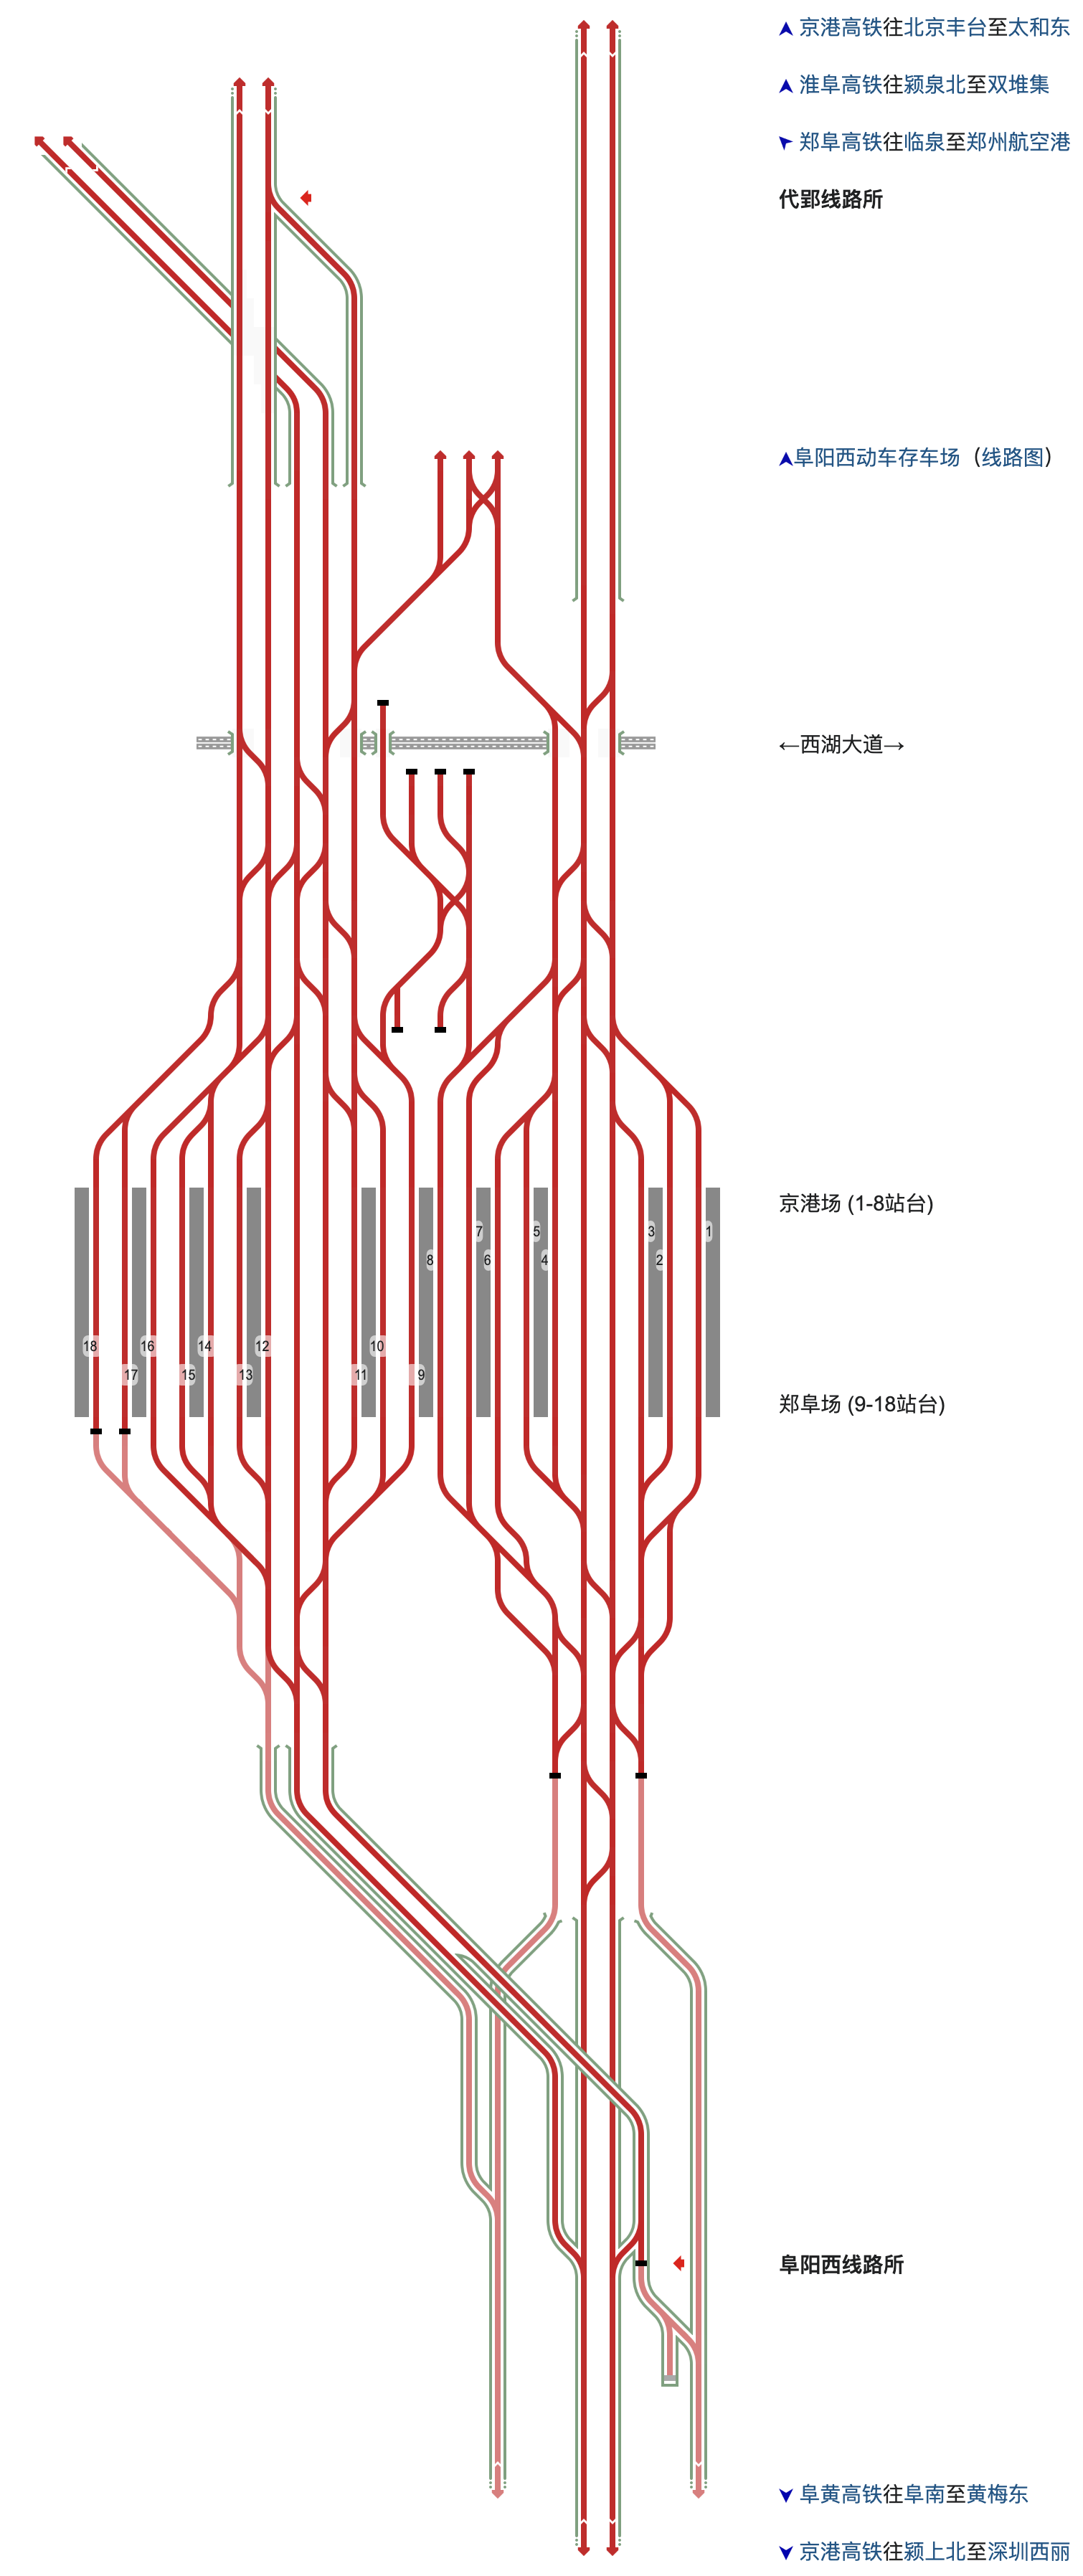 京港高铁往北京丰台至太和东
淮阜高铁往颍泉北至双堆集
郑阜高铁往临泉至郑州航空港
代郢线路所
阜阳西动车存车场（线路图）
←西湖大道→
京港场 (1-8站台)
7
5
3
1
8
6
4
2
18
16
14
12
10
17
15
13
11
9
郑阜场 (9-18站台)
阜阳西线路所
阜黄高铁往阜南至黄梅东
京港高铁往颍上北至深圳西丽